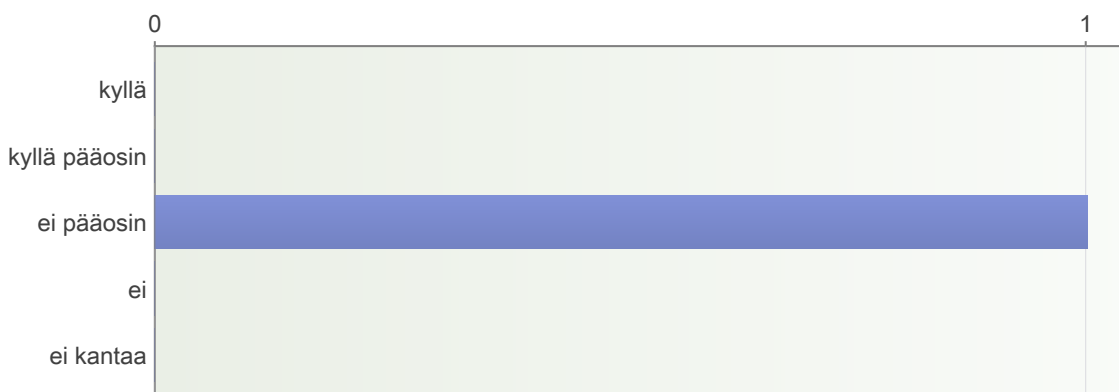 0 1
kyllä
kyllä pääosin
ei pääosin
ei
ei kantaa